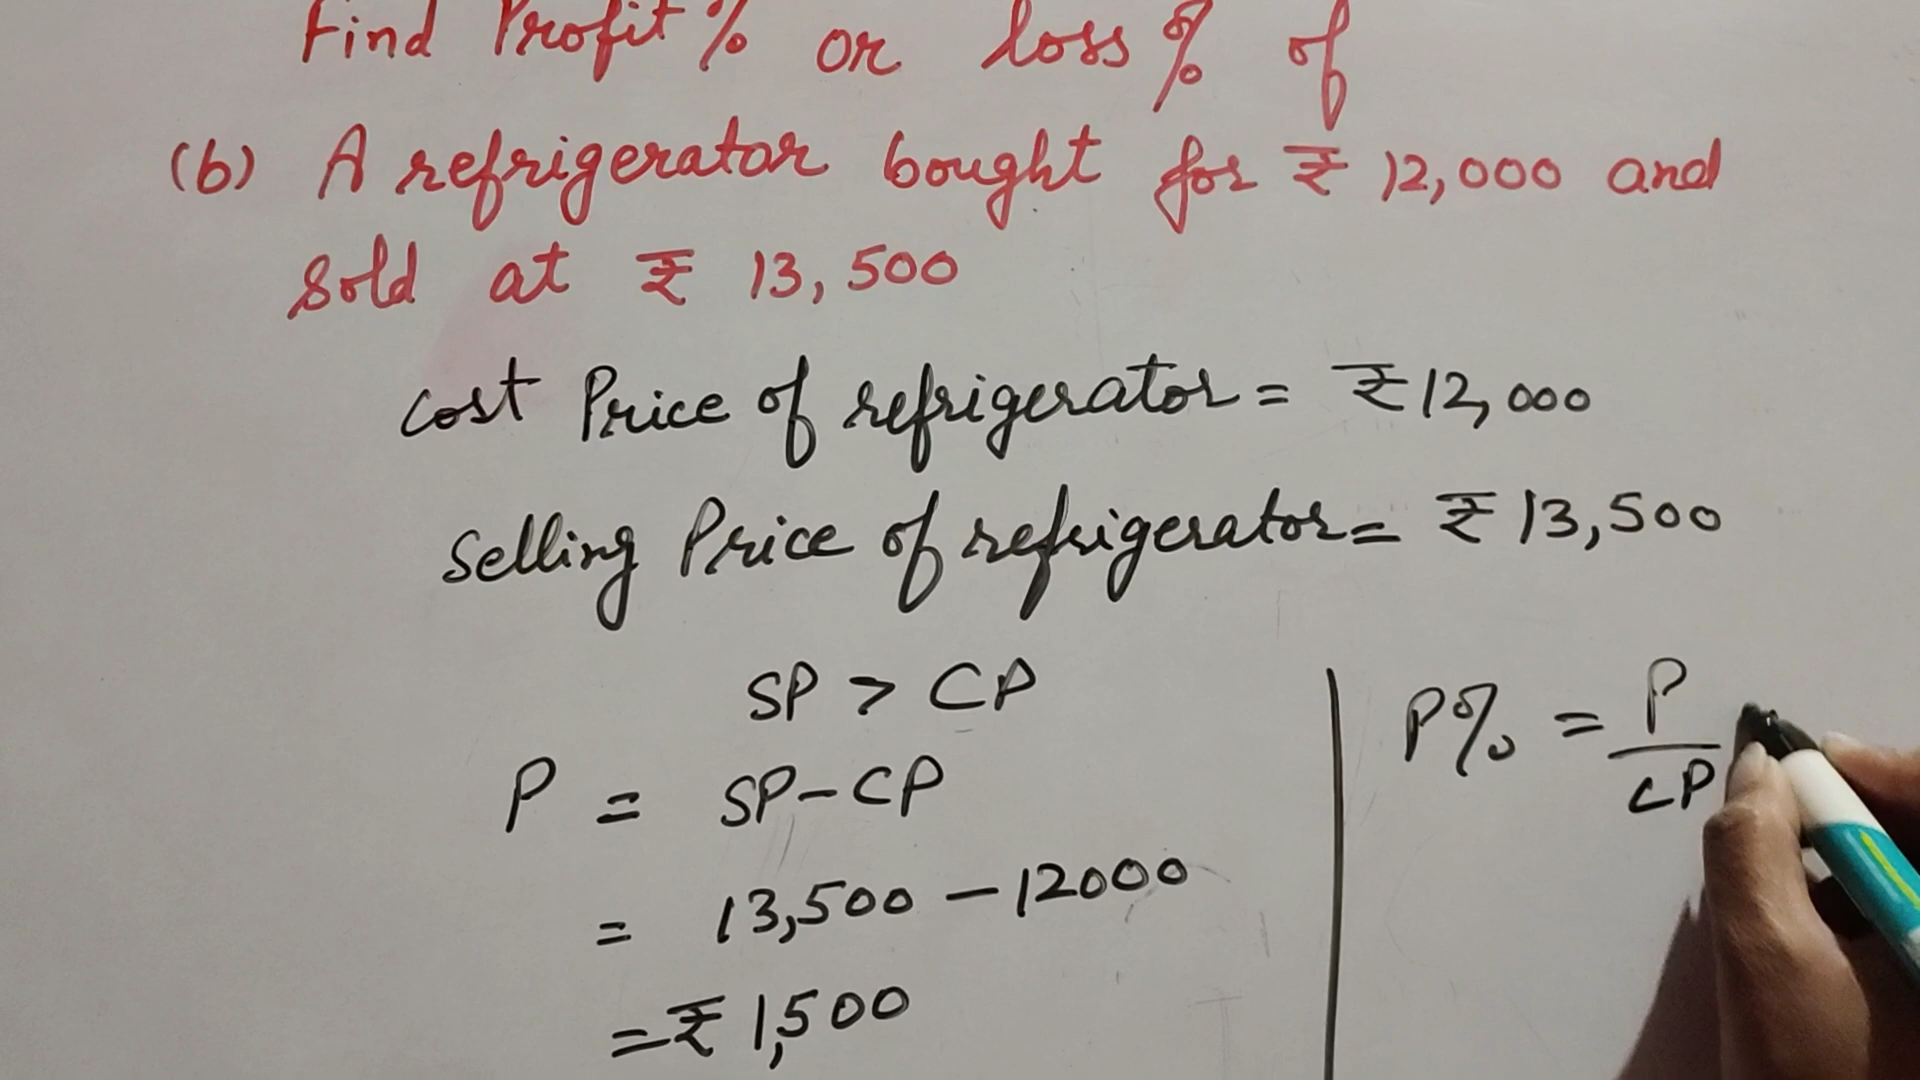 Find Profit% or loss% of
(b) A refrigerator bought for ₹ 12,000 and
sold at ₹ 13,500
cost Price of refrigerator = ₹12,000
Selling Price of refrigerator= ₹ 13,500
SP > CP
P = SP-CP
= 13,500 - 12000
= ₹ 1,500
P% = P/CP